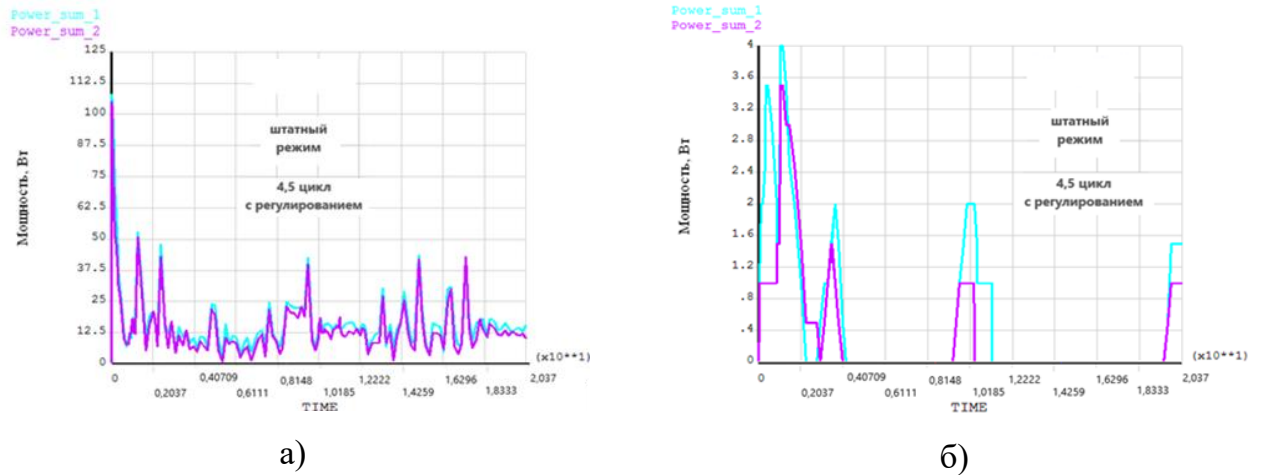 Power_sum_1
Power_sum_2
125
112.5
100
87.5
75
62.5
50
37.5
25
12.5
0
Мощность, Вт
штатный
режим
4,5 цикл
с регулированием
(x10**1)
0 0,40709 0,8148 1,2222 1,6296 2,037
0,2037 0,6111 1,0185 1,4259 1,8333
TIME
а)
Power_sum_1
Power_sum_2
4
3.6
3.2
2.8
2.4
2
1.6
1.2
.8
.4
0
Мощность, Вт
штатный
режим
4,5 цикл
с регулированием
(x10**1)
0 0,40709 0,8148 1,2222 1,6296 2,037
0,2037 0,6111 1,0185 1,4259 1,8333
TIME
б)